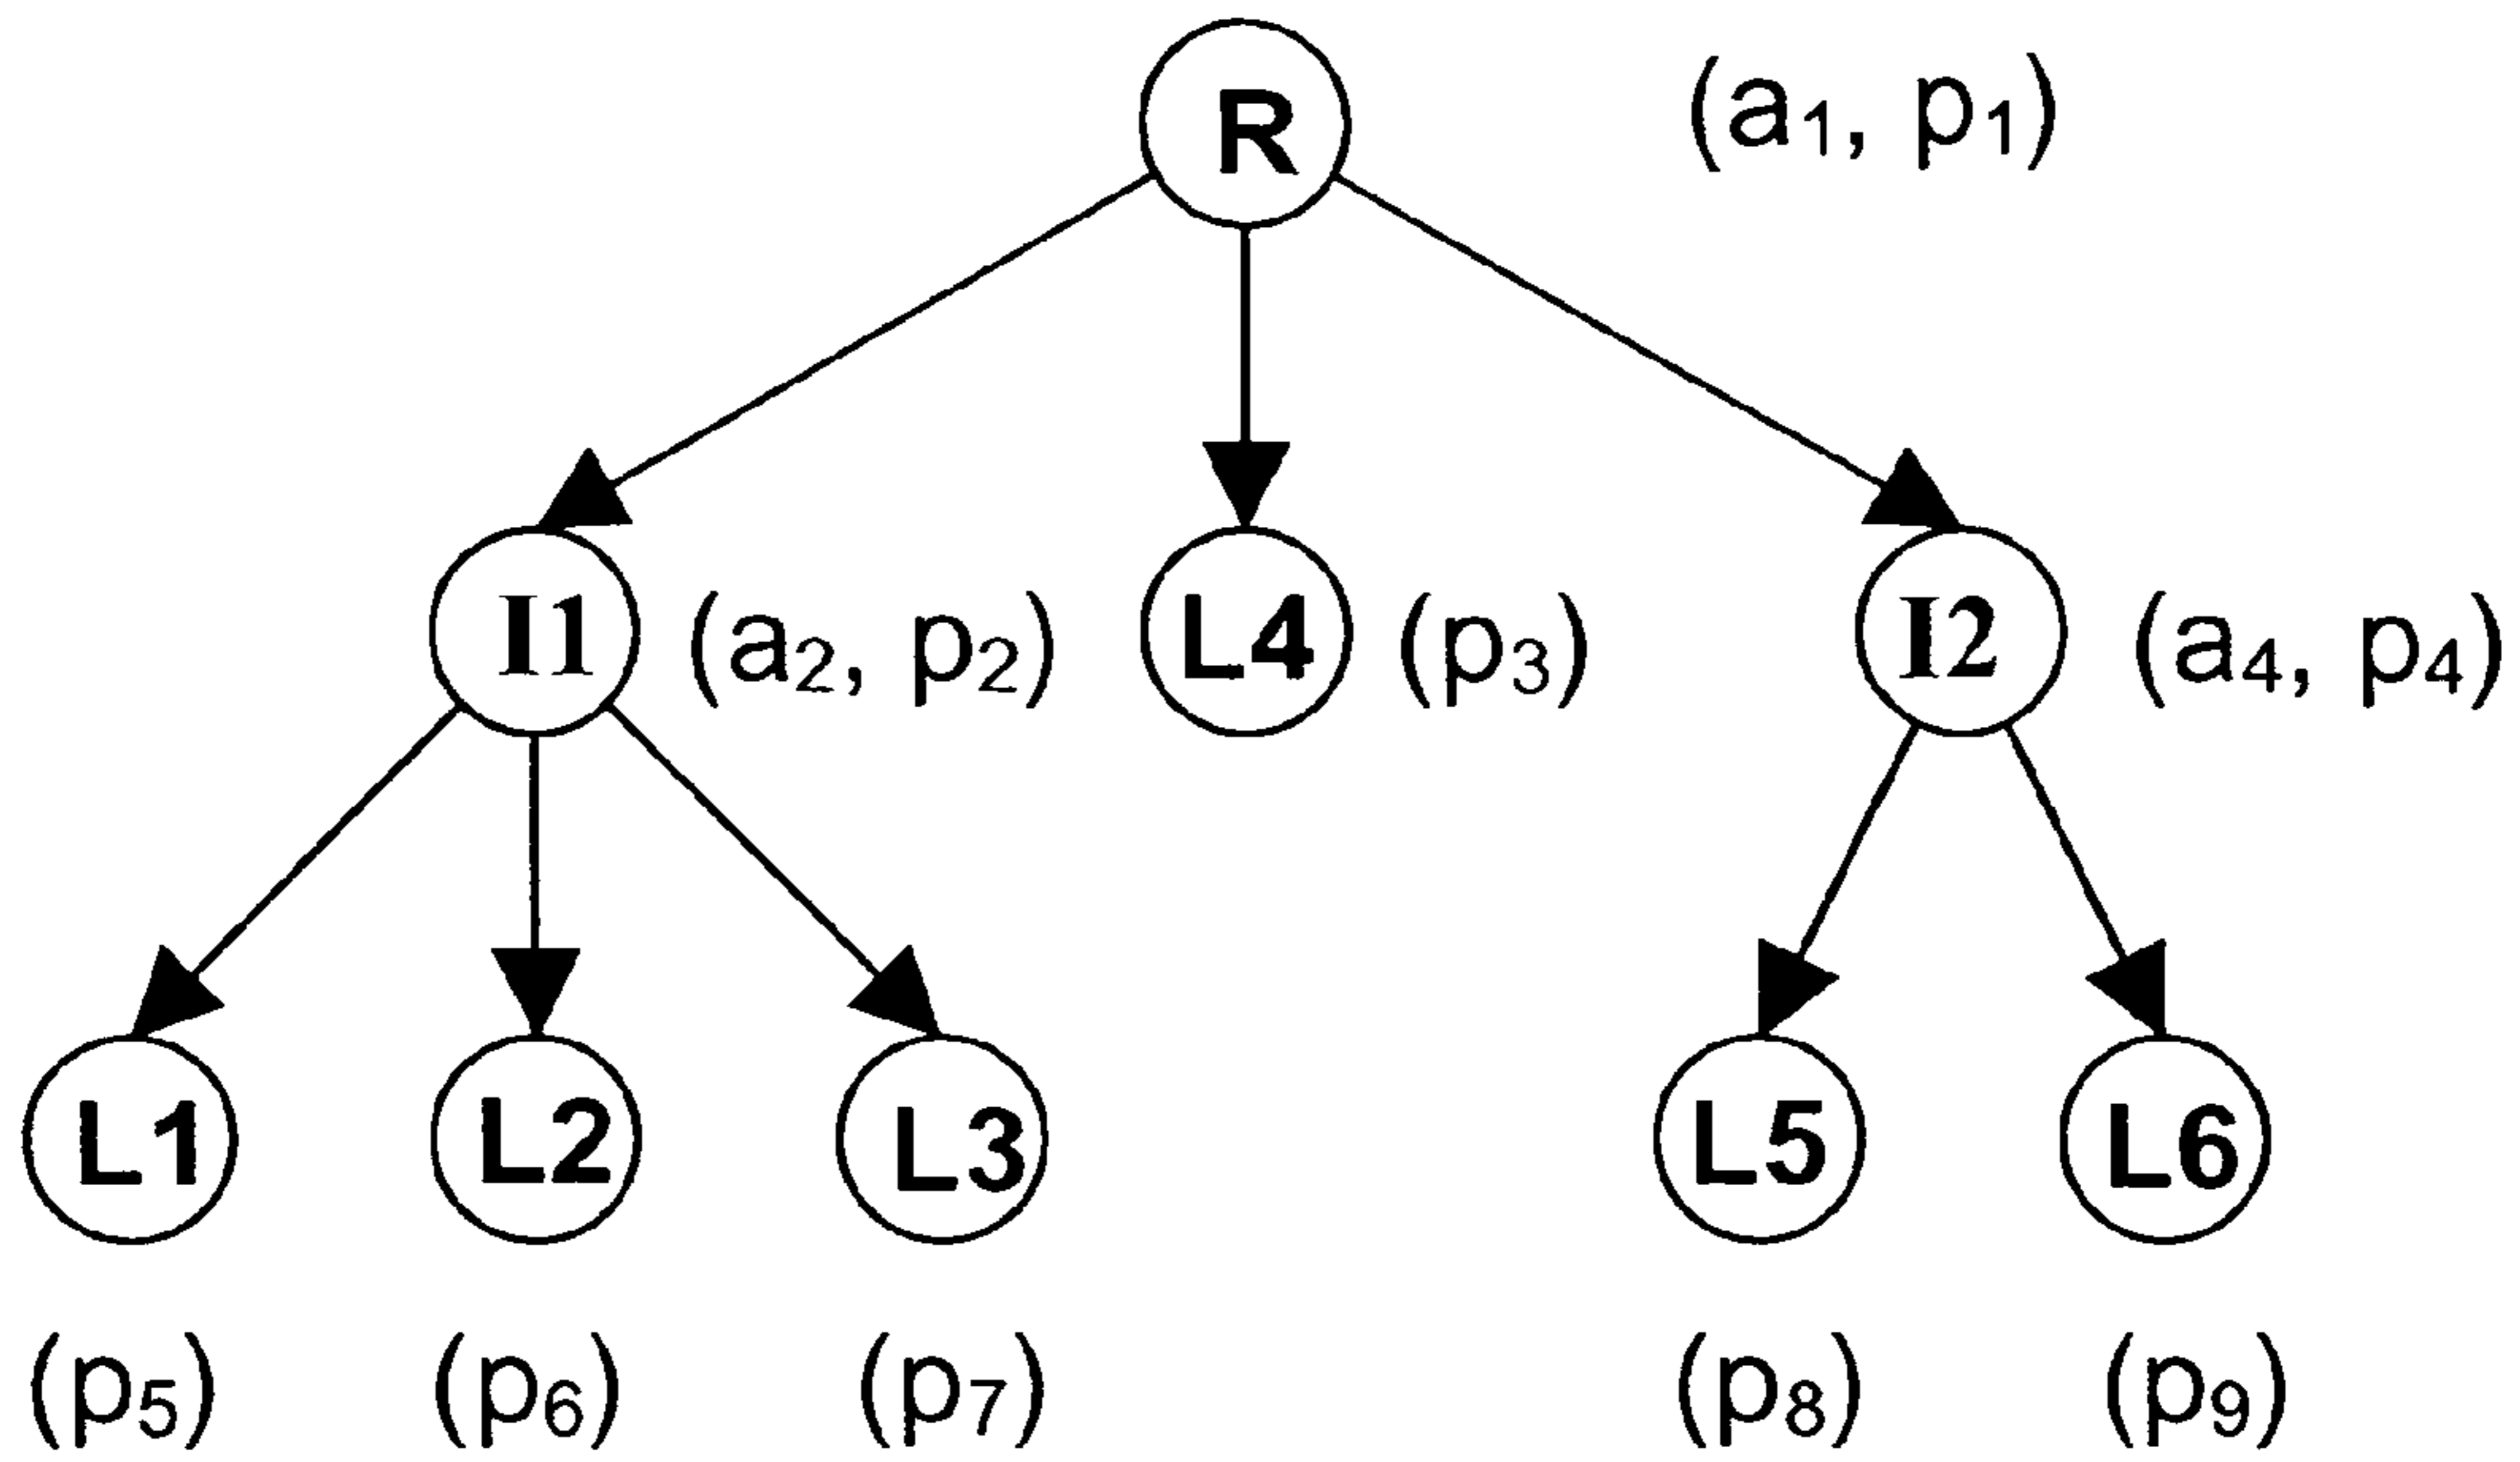 R (a1, p1)
I1 (a2, p2) L4 (p3) I2 (a4, p4)
L1 L2 L3 L5 L6
(p5) (p6) (p7) (p8) (p9)